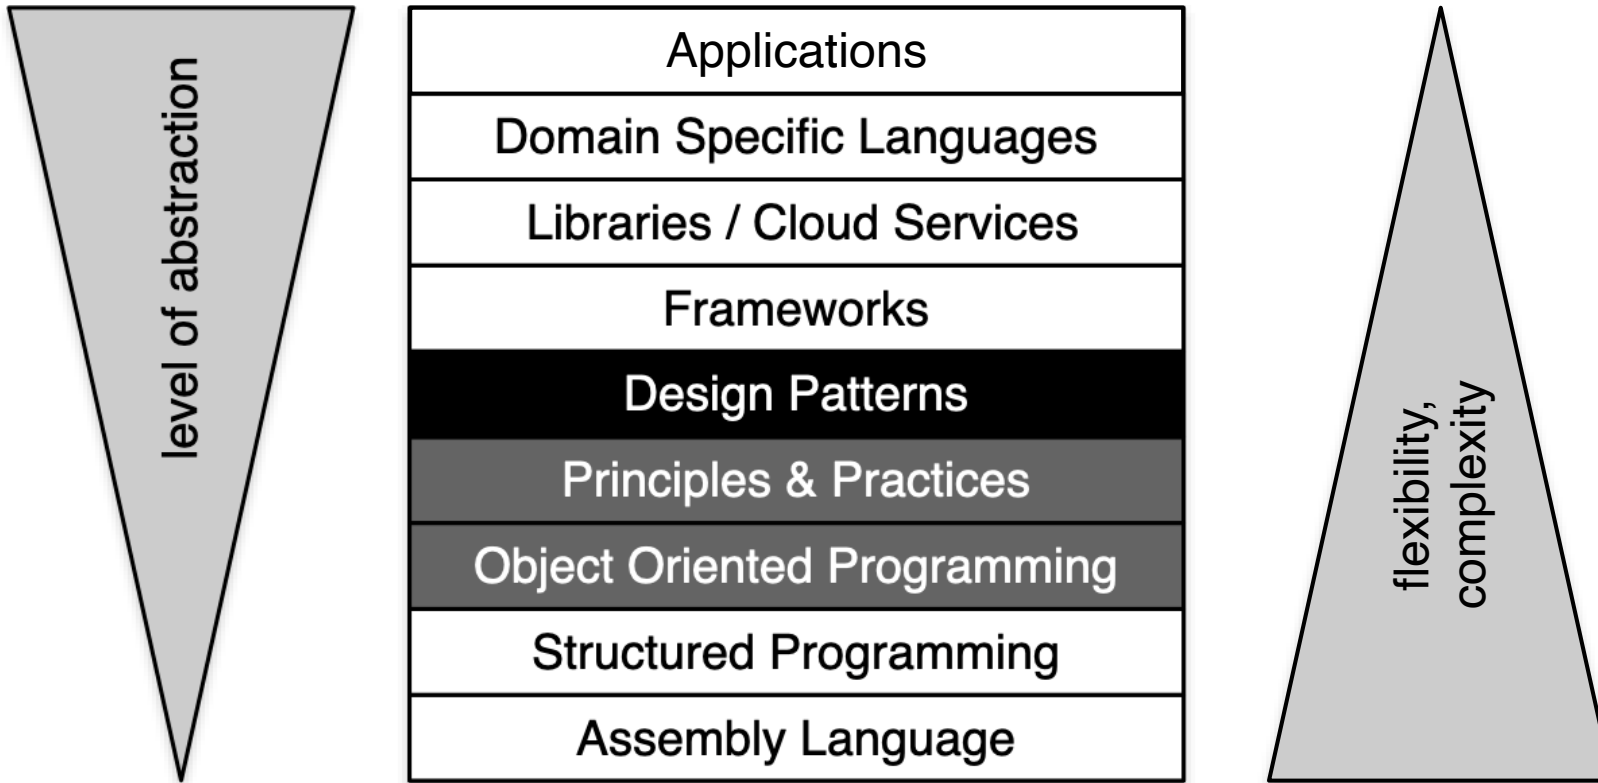 level of abstraction
Applications
Domain Specific Languages
Libraries / Cloud Services
Frameworks
Design Patterns
Principles & Practices
Object Oriented Programming
Structured Programming
Assembly Language
flexibility,
complexity